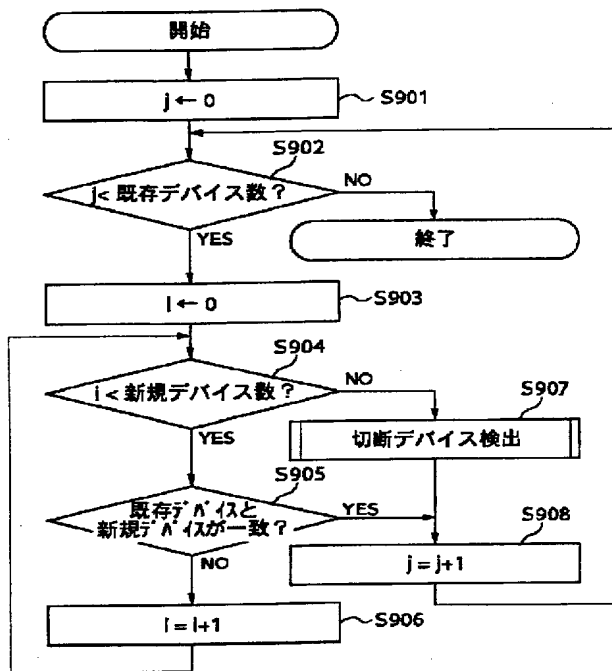 開始
j ← 0
S901
S902
j< 既存デバイス数？
NO
YES
終了
i ← 0
S903
S904
i < 新規デバイス数？
NO
YES
S907
切断デバイス検出
S905
既存ﾃﾞﾊﾞｲｽと
新規ﾃﾞﾊﾞｲｽが一致？
YES
NO
S908
j = j+1
i = i+1
S906